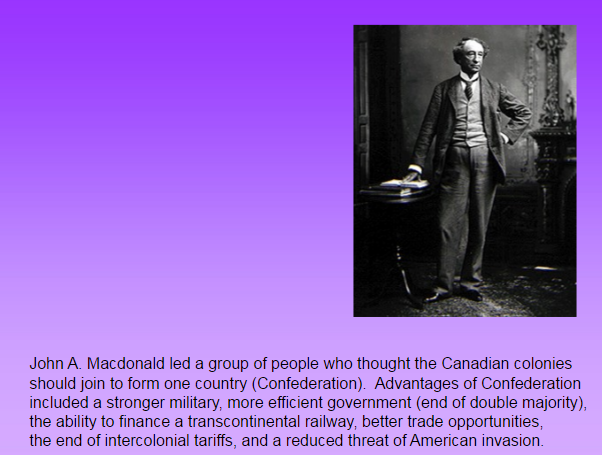 John A. Macdonald led a group of people who thought the Canadian colonies
should join to form one country (Confederation).  Advantages of Confederation
included a stronger military, more efficient government (end of double majority),
the ability to finance a transcontinental railway, better trade opportunities,
the end of intercolonial tariffs, and a reduced threat of American invasion.